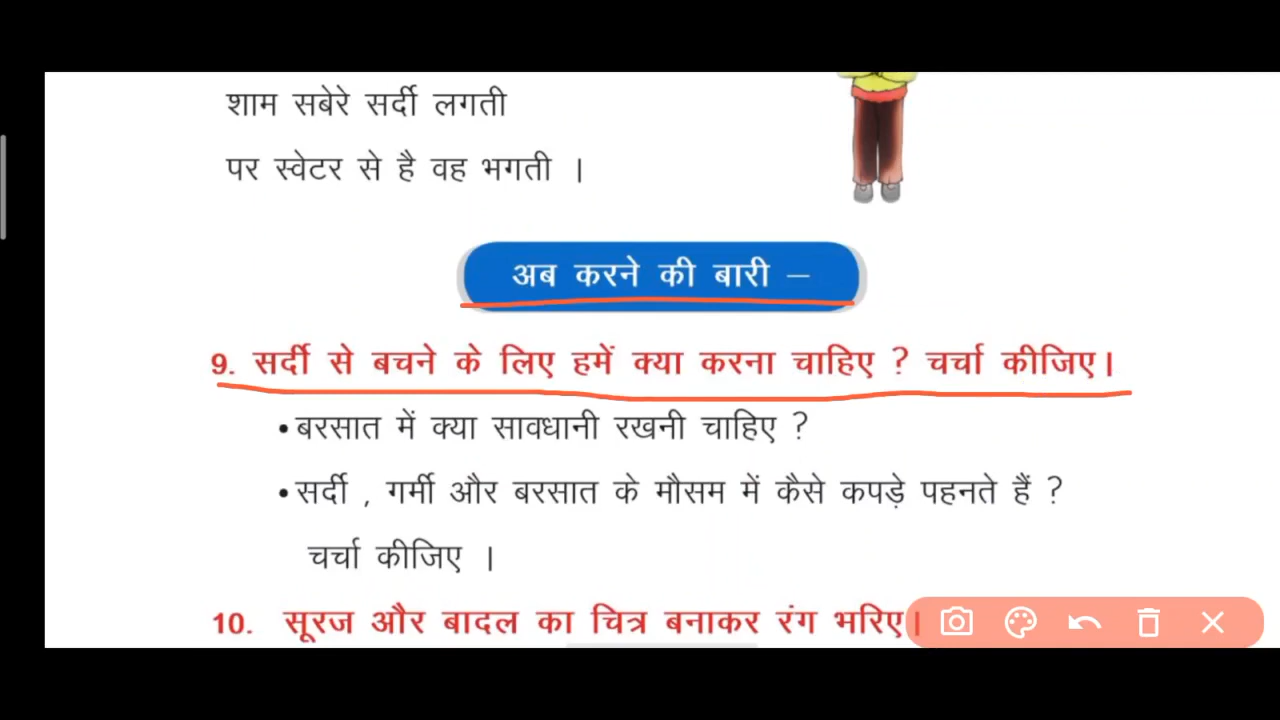 शाम सबेरे सर्दी लगती
पर स्वेटर से है वह भगती ।
अब करने की बारी –
9. सर्दी से बचने के लिए हमें क्या करना चाहिए ? चर्चा कीजिए।
• बरसात में क्या सावधानी रखनी चाहिए ?
• सर्दी , गर्मी और बरसात के मौसम में कैसे कपड़े पहनते हैं ?
चर्चा कीजिए ।
10. सूरज और बादल का चित्र बनाकर रंग भरिए।